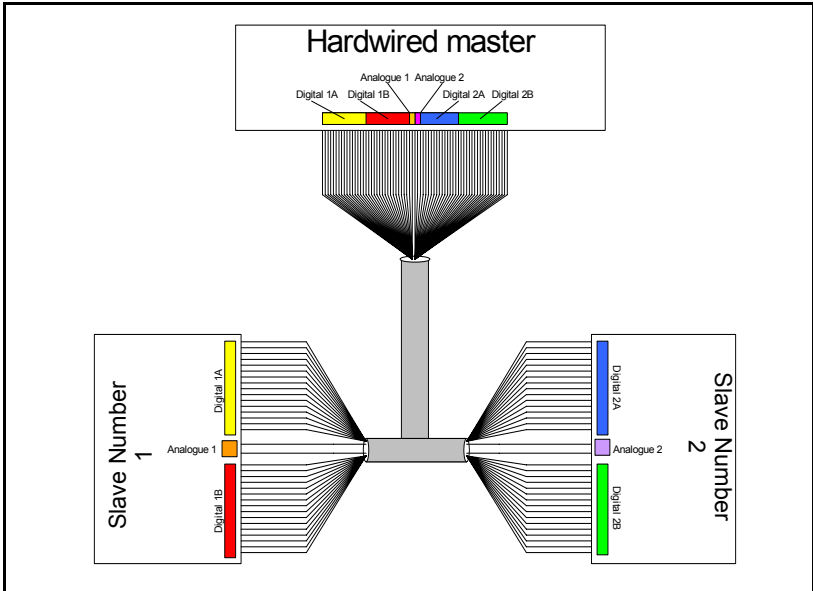 Hardwired master
Analogue 1 Analogue 2
Digital 1A Digital 1B Digital 2A Digital 2B
Slave Number
1
Digital 1A
Analogue 1
Digital 1B
Digital 2A
Analogue 2
Digital 2B
Slave Number
2